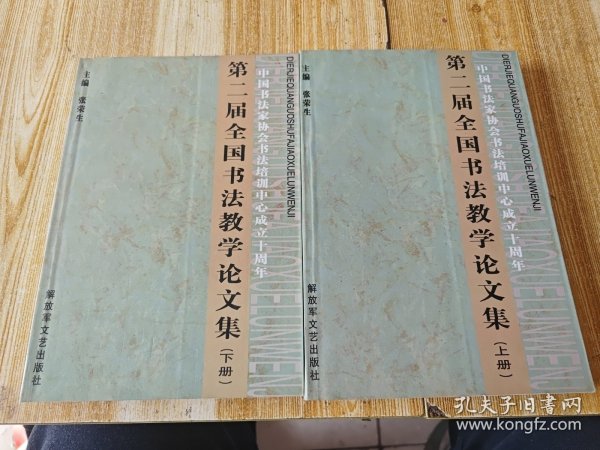 主编 张荣生
第二届全国书法教学论文集(下册)
中国书法家协会书法培训中心成立十周年
DIERJIEQUANGUOSHUFAJIAOXUELUNWENJI
解放军文艺出版社
主编 张荣生
第二届全国书法教学论文集(上册)
中国书法家协会书法培训中心成立十周年
DIERJIEQUANGUOSHUFAJIAOXUELUNWENJI
解放军文艺出版社
孔夫子旧书网
www.kongfz.com